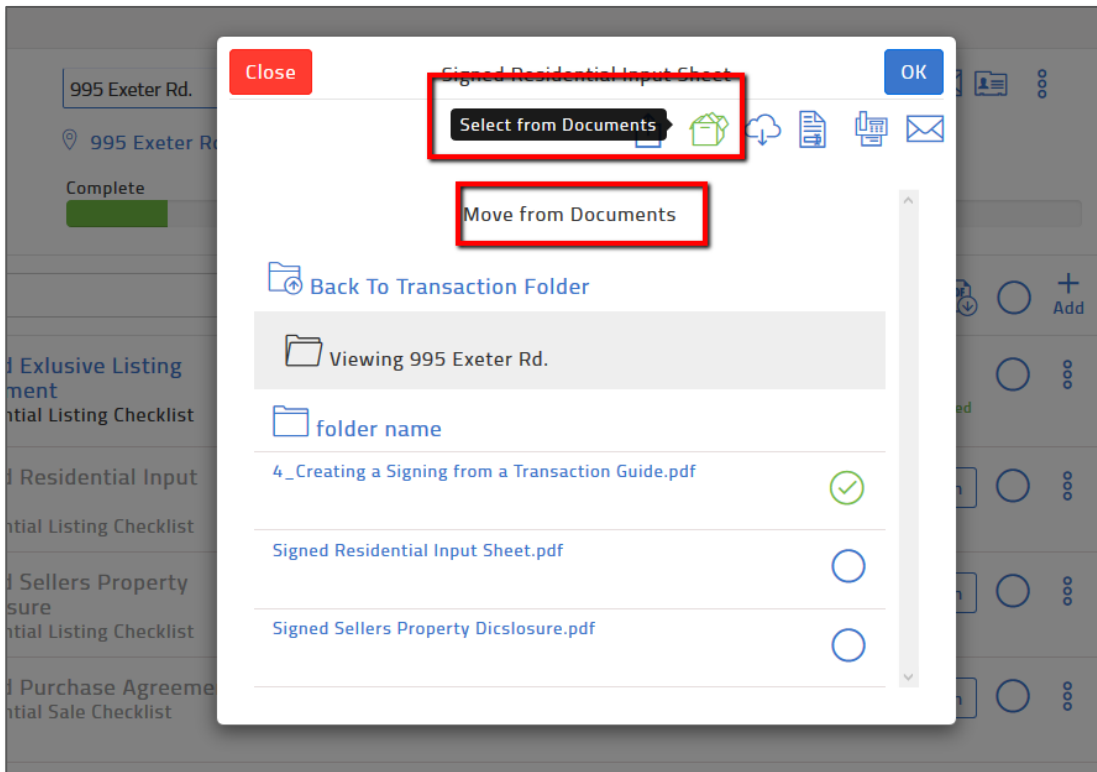 Close
Signed Residential Input Sheet
OK
995 Exeter Rd.
Select from Documents
995 Exeter R
Complete
Move from Documents
Back To Transaction Folder
Add
Viewing 995 Exeter Rd.
d Exlusive Listing
ment
ntial Listing Checklist
ed
folder name
4_Creating a Signing from a Transaction Guide.pdf
d Residential Input
ntial Listing Checklist
Signed Residential Input Sheet.pdf
d Sellers Property
sure
ntial Listing Checklist
Signed Sellers Property Dicslosure.pdf
d Purchase Agreeme
ntial Sale Checklist